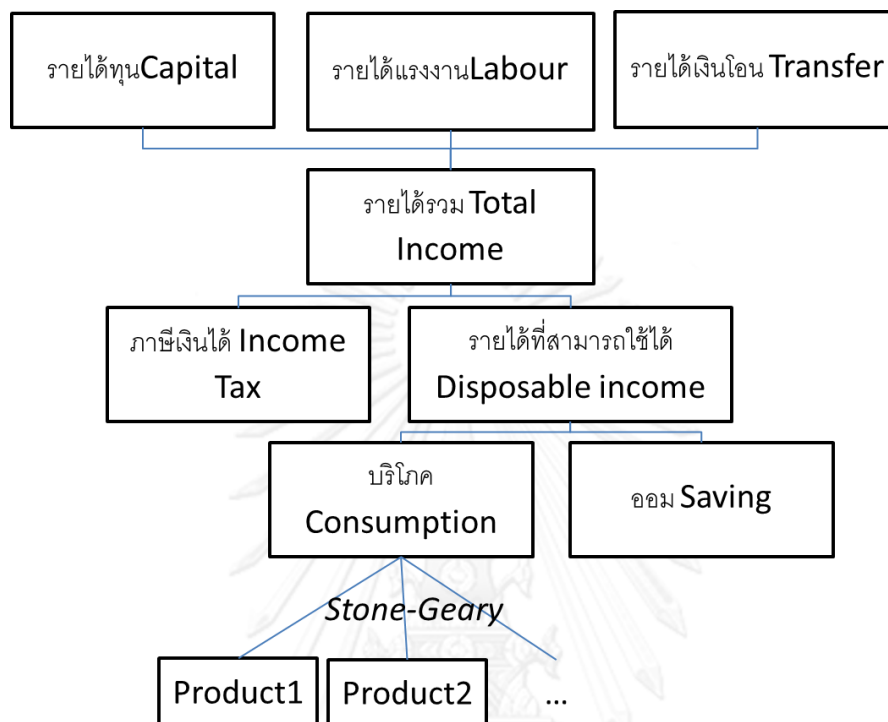 รายได้ทุนCapital
รายได้แรงงานLabour
รายได้เงินโอน Transfer
รายได้รวม Total
Income
ภาษีเงินได้ Income
Tax
รายได้ที่สามารถใช้ได้
Disposable income
บริโภค
Consumption
ออม Saving
Stone-Geary
Product1
Product2
...